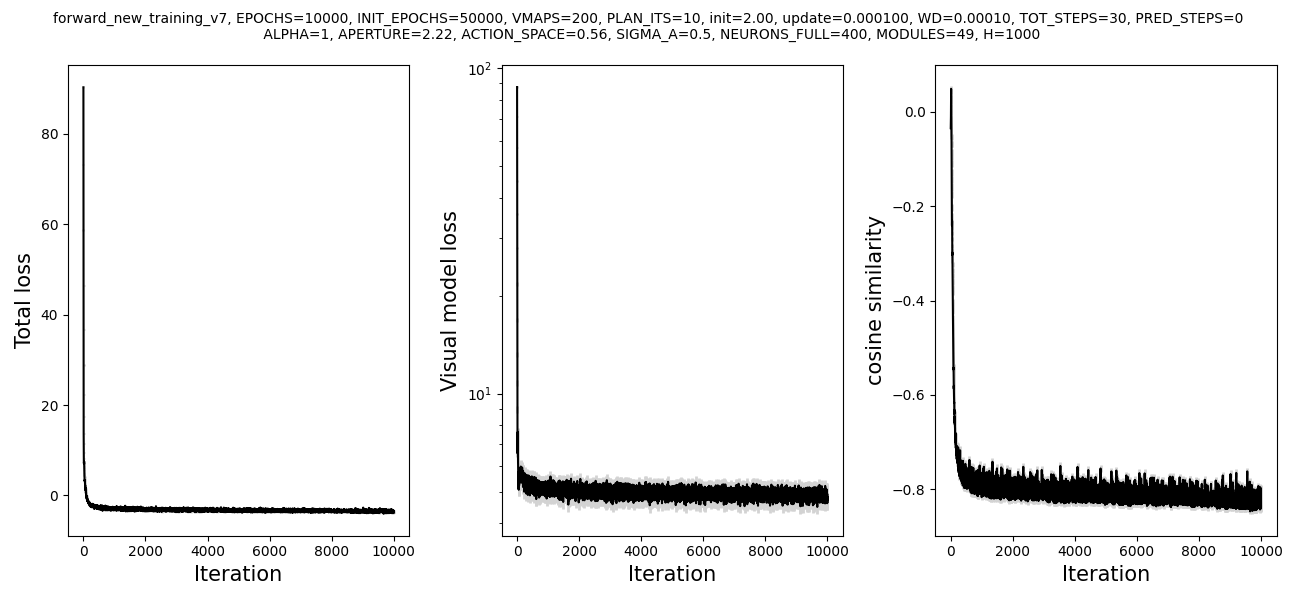 forward_new_training_v7, EPOCHS=10000, INIT_EPOCHS=50000, VMAPS=200, PLAN_ITS=10, init=2.00, update=0.000100, WD=0.00010, TOT_STEPS=30, PRED_STEPS=0
ALPHA=1, APERTURE=2.22, ACTION_SPACE=0.56, SIGMA_A=0.5, NEURONS_FULL=400, MODULES=49, H=1000
Total loss
80
60
40
20
0
0 2000 4000 6000 8000 10000
Iteration
Visual model loss
10²
10¹
0 2000 4000 6000 8000 10000
Iteration
cosine similarity
0.0
−0.2
−0.4
−0.6
−0.8
0 2000 4000 6000 8000 10000
Iteration